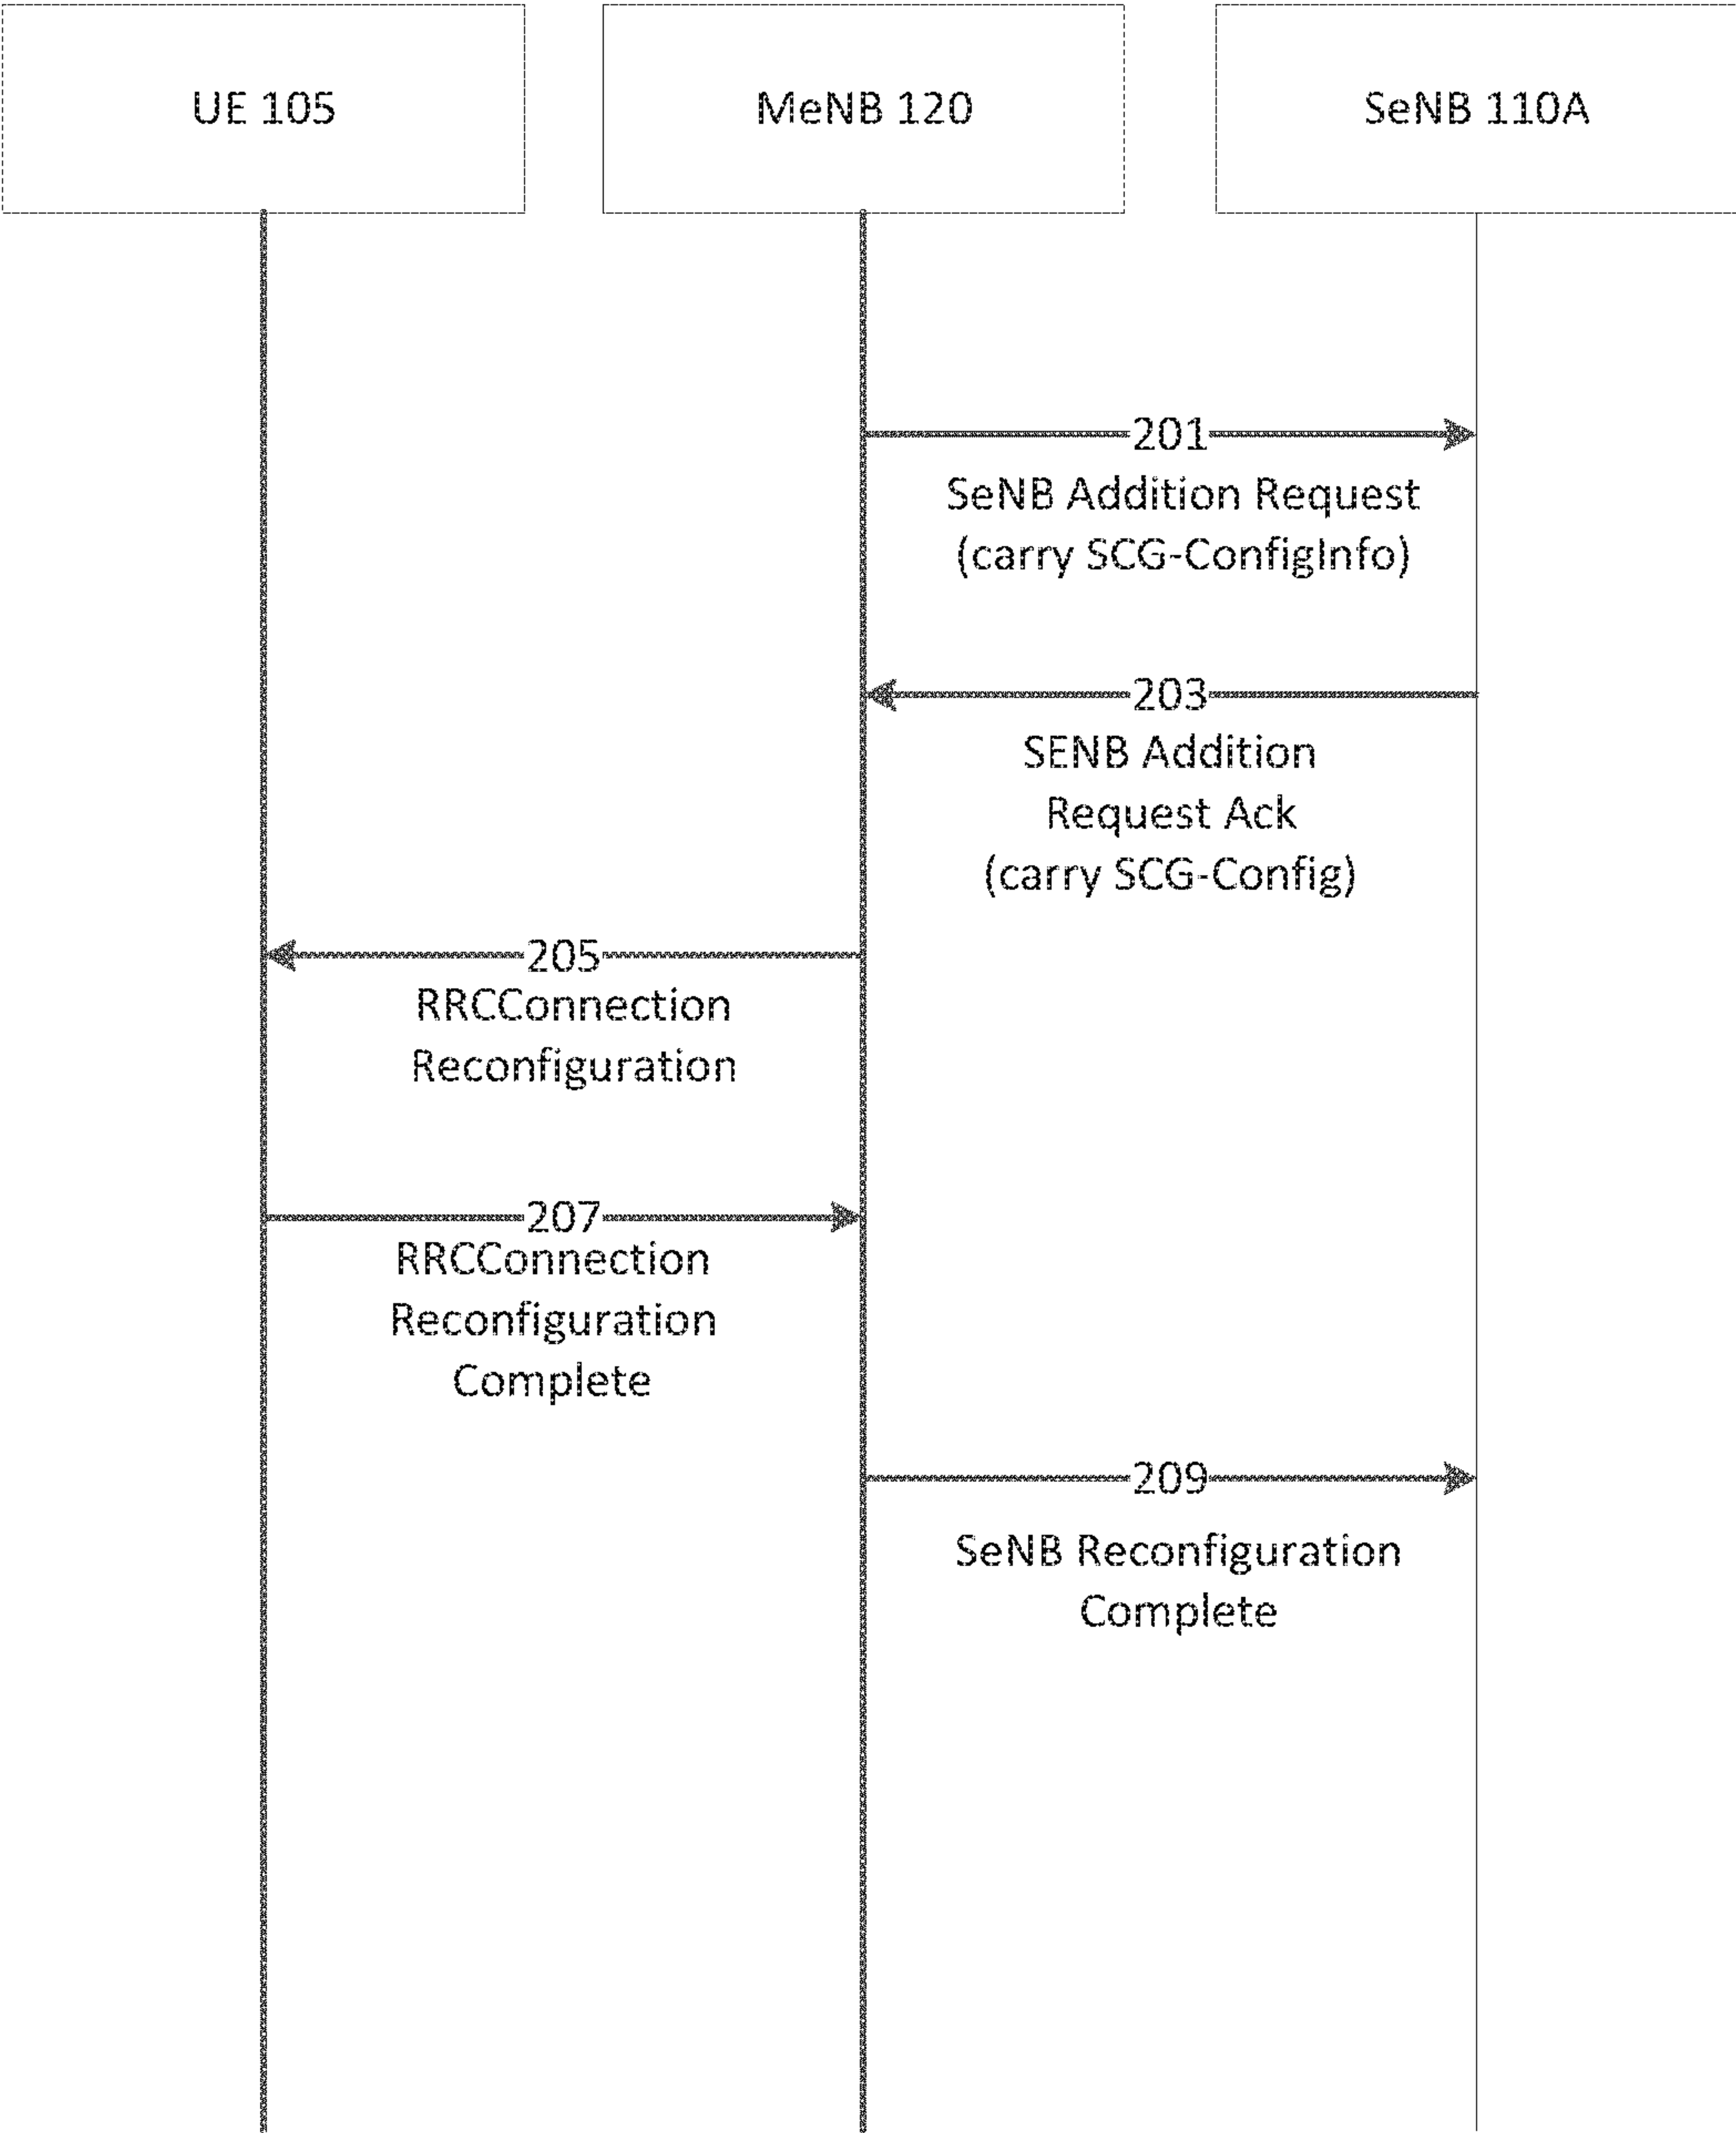 UE 105
MeNB 120
SeNB 110A
201
SeNB Addition Request
(carry SCG-ConfigInfo)
203
SENB Addition
Request Ack
(carry SCG-Config)
205
RRCConnection
Reconfiguration
207
RRCConnection
Reconfiguration
Complete
209
SeNB Reconfiguration
Complete